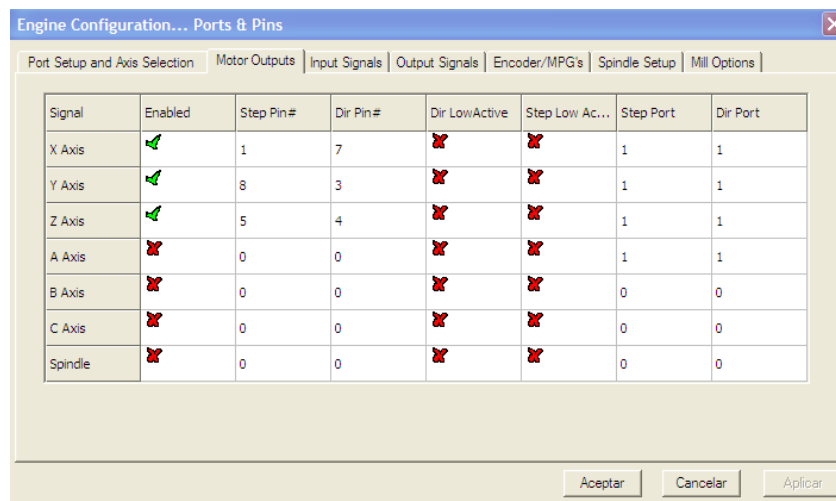 Engine Configuration... Ports & Pins
Port Setup and Axis Selection Motor Outputs Input Signals Output Signals Encoder/MPG's Spindle Setup Mill Options
Signal Enabled Step Pin# Dir Pin# Dir LowActive Step Low Ac... Step Port Dir Port
X Axis 1 7 1 1
Y Axis 8 3 1 1
Z Axis 5 4 1 1
A Axis 0 0 1 1
B Axis 0 0 0 0
C Axis 0 0 0 0
Spindle 0 0 0 0
Aceptar Cancelar Aplicar